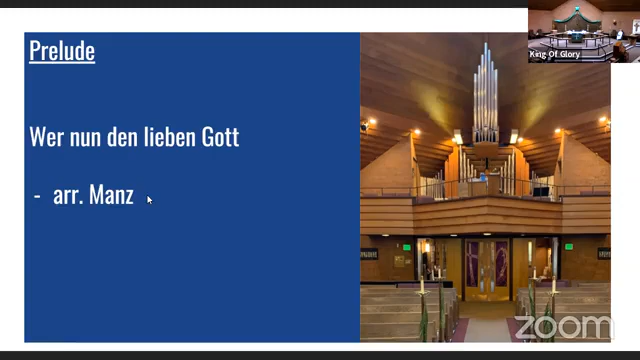 Prelude
Wer nun den lieben Gott
- arr. Manz
King Of Glory
zoom